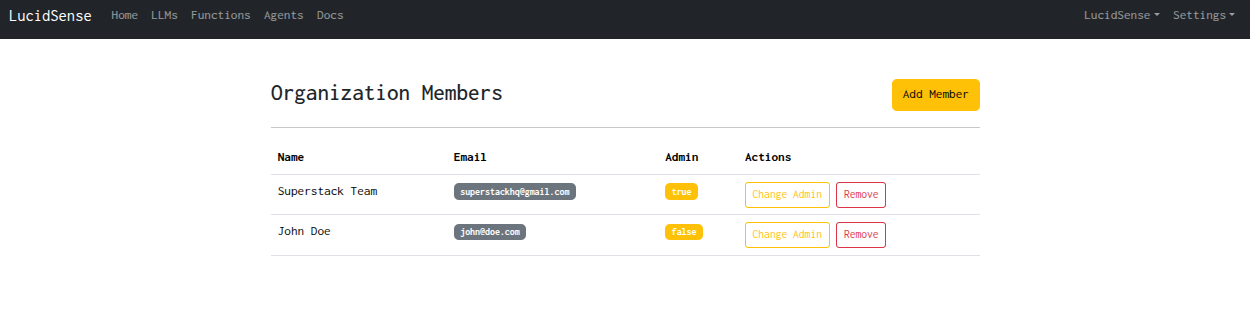 LucidSense Home LLMs Functions Agents Docs LucidSense Settings
Organization Members Add Member
Name Email Admin Actions
Superstack Team superstackhq@gmail.com true Change Admin Remove
John Doe john@doe.com false Change Admin Remove